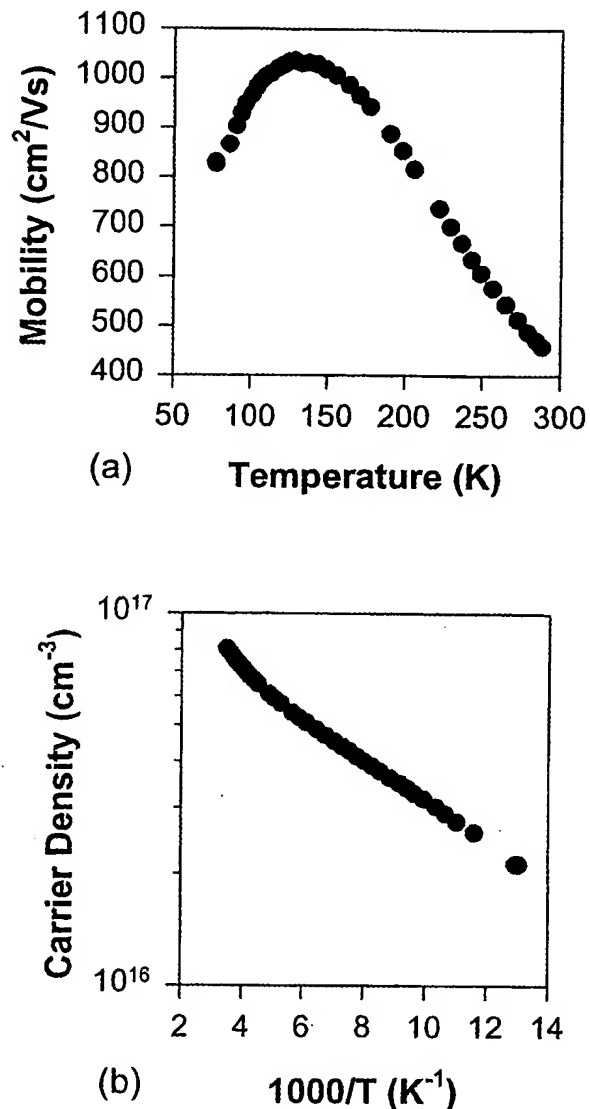 1100
1000
900
800
700
600
500
400
Mobility (cm²/Vs)
50 100 150 200 250 300
(a) Temperature (K)
10¹⁷
10¹⁶
Carrier Density (cm⁻³)
2 4 6 8 10 12 14
(b) 1000/T (K⁻¹)